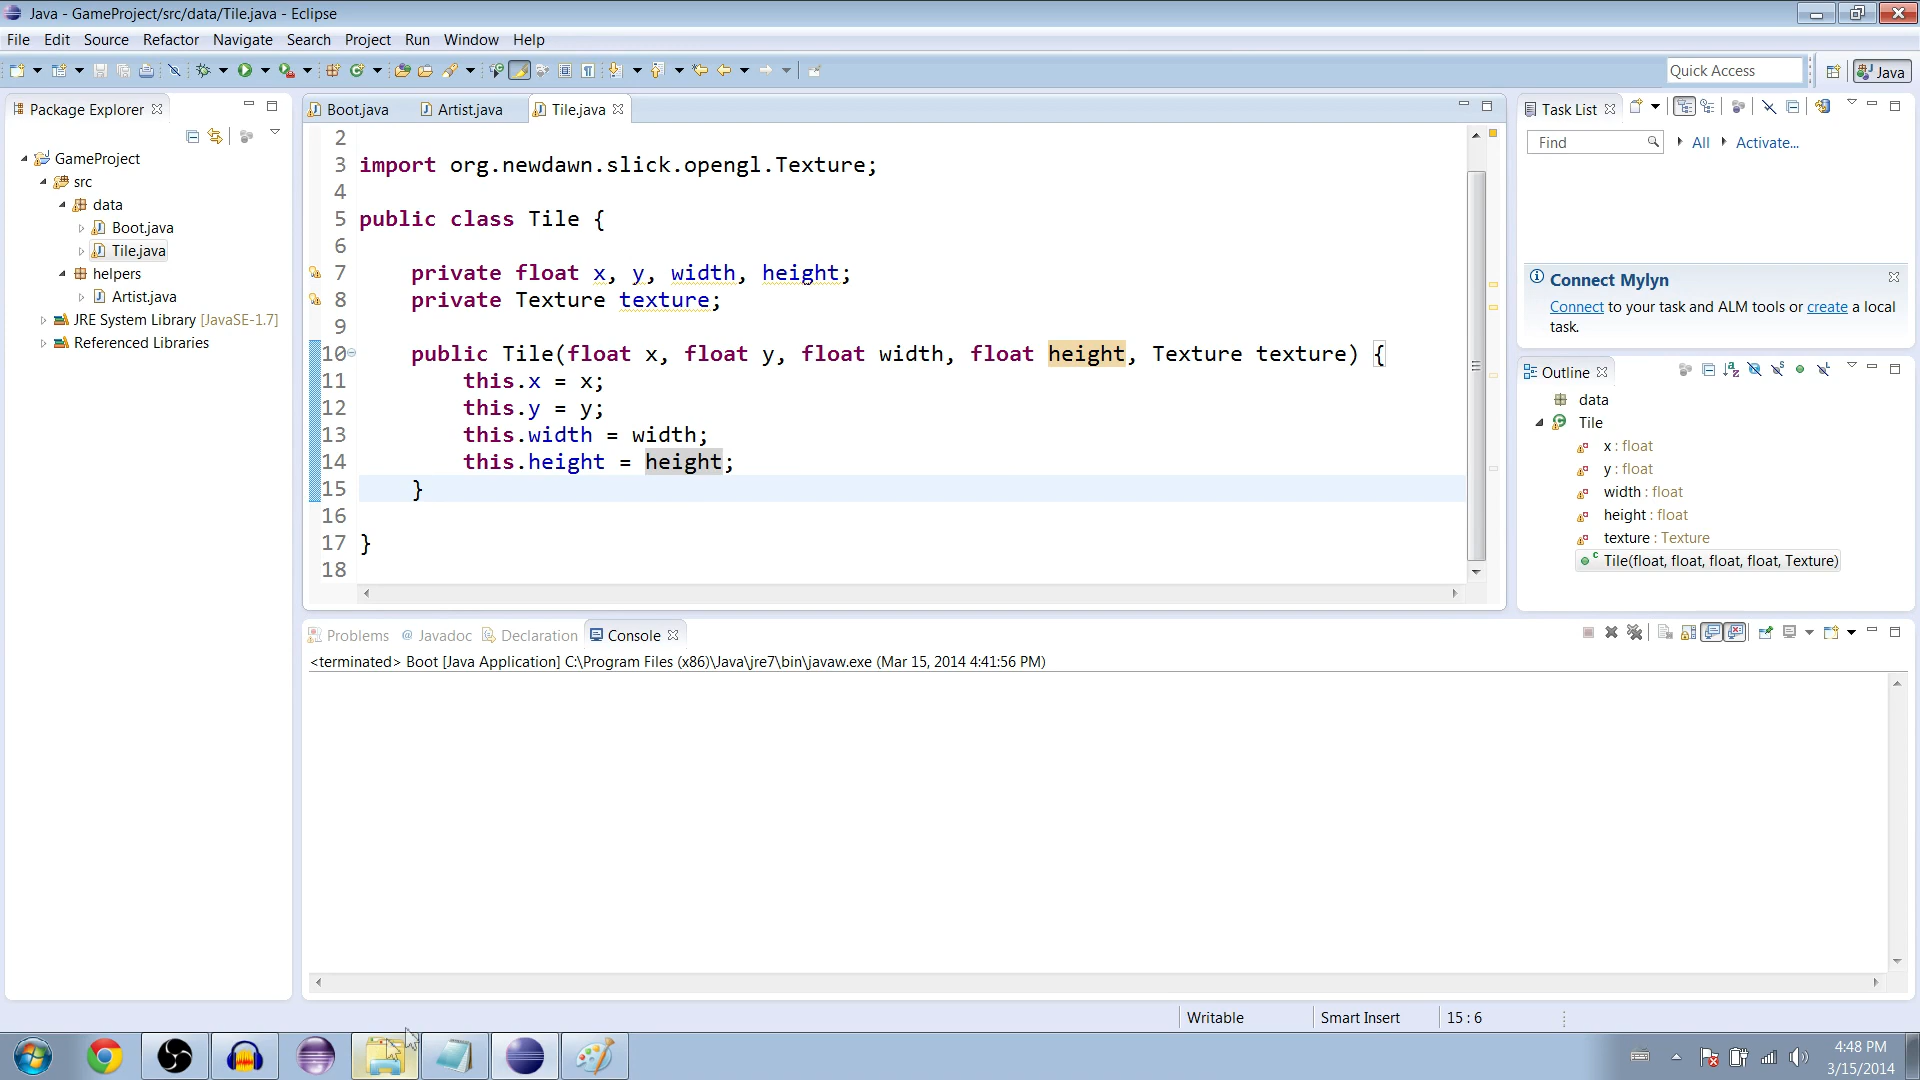 Java - GameProject/src/data/Tile.java - Eclipse
File Edit Source Refactor Navigate Search Project Run Window Help
Quick Access
Java
Package Explorer
GameProject
src
data
Boot.java
Tile.java
helpers
Artist.java
JRE System Library [JavaSE-1.7]
Referenced Libraries
Boot.java Artist.java Tile.java
2
3 import org.newdawn.slick.opengl.Texture;
4
5 public class Tile {
6
7 private float x, y, width, height;
8 private Texture texture;
9
10 public Tile(float x, float y, float width, float height, Texture texture) {
11 this.x = x;
12 this.y = y;
13 this.width = width;
14 this.height = height;
15 }
16
17 }
18
Task List
Find All Activate...
Connect Mylyn
Connect to your task and ALM tools or create a local
task.
Outline
data
Tile
x : float
y : float
width : float
height : float
texture : Texture
Tile(float, float, float, float, Texture)
Problems @ Javadoc Declaration Console
<terminated> Boot [Java Application] C:\Program Files (x86)\Java\jre7\bin\javaw.exe (Mar 15, 2014 4:41:56 PM)
Writable Smart Insert 15 : 6
4:48 PM
3/15/2014